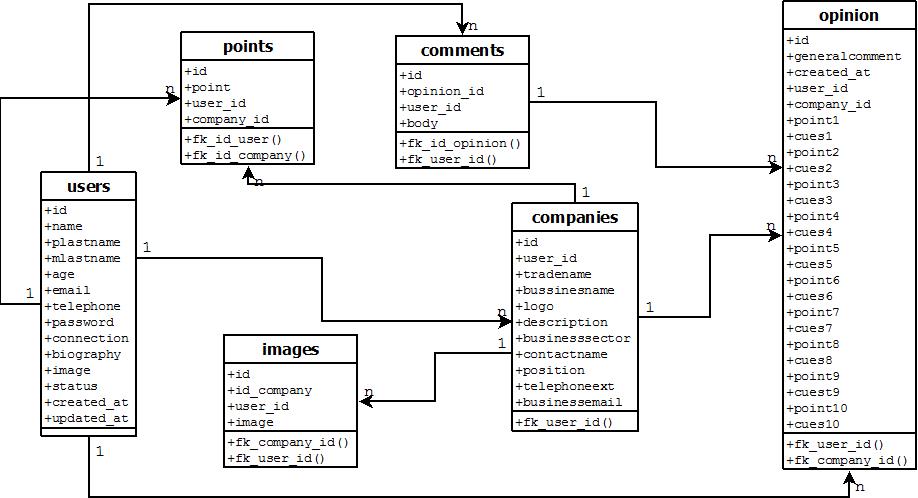 points
+id
+point
+user_id
+company_id
+fk_id_user()
+fk_id_company()
comments
+id
+opinion_id
+user_id
+body
+fk_id_opinion()
+fk_user_id()
opinion
+id
+generalcomment
+created_at
+user_id
+company_id
+point1
+cues1
+point2
+cues2
+point3
+cues3
+point4
+cues4
+point5
+cues5
+point6
+cues6
+point7
+cues7
+point8
+cues8
+point9
+cuest9
+point10
+cues10
+fk_user_id()
+fk_company_id()
users
+id
+name
+plastname
+mlastname
+age
+email
+telephone
+password
+connection
+biography
+image
+status
+created_at
+updated_at
companies
+id
+user_id
+tradename
+bussinesname
+logo
+description
+businesssector
+contactname
+position
+telephoneext
+businessemail
+fk_user_id()
images
+id
+id_company
+user_id
+image
+fk_company_id()
+fk_user_id()
1
n
1
n
1
n
1
n
1
n
1
n
1
n
1
n